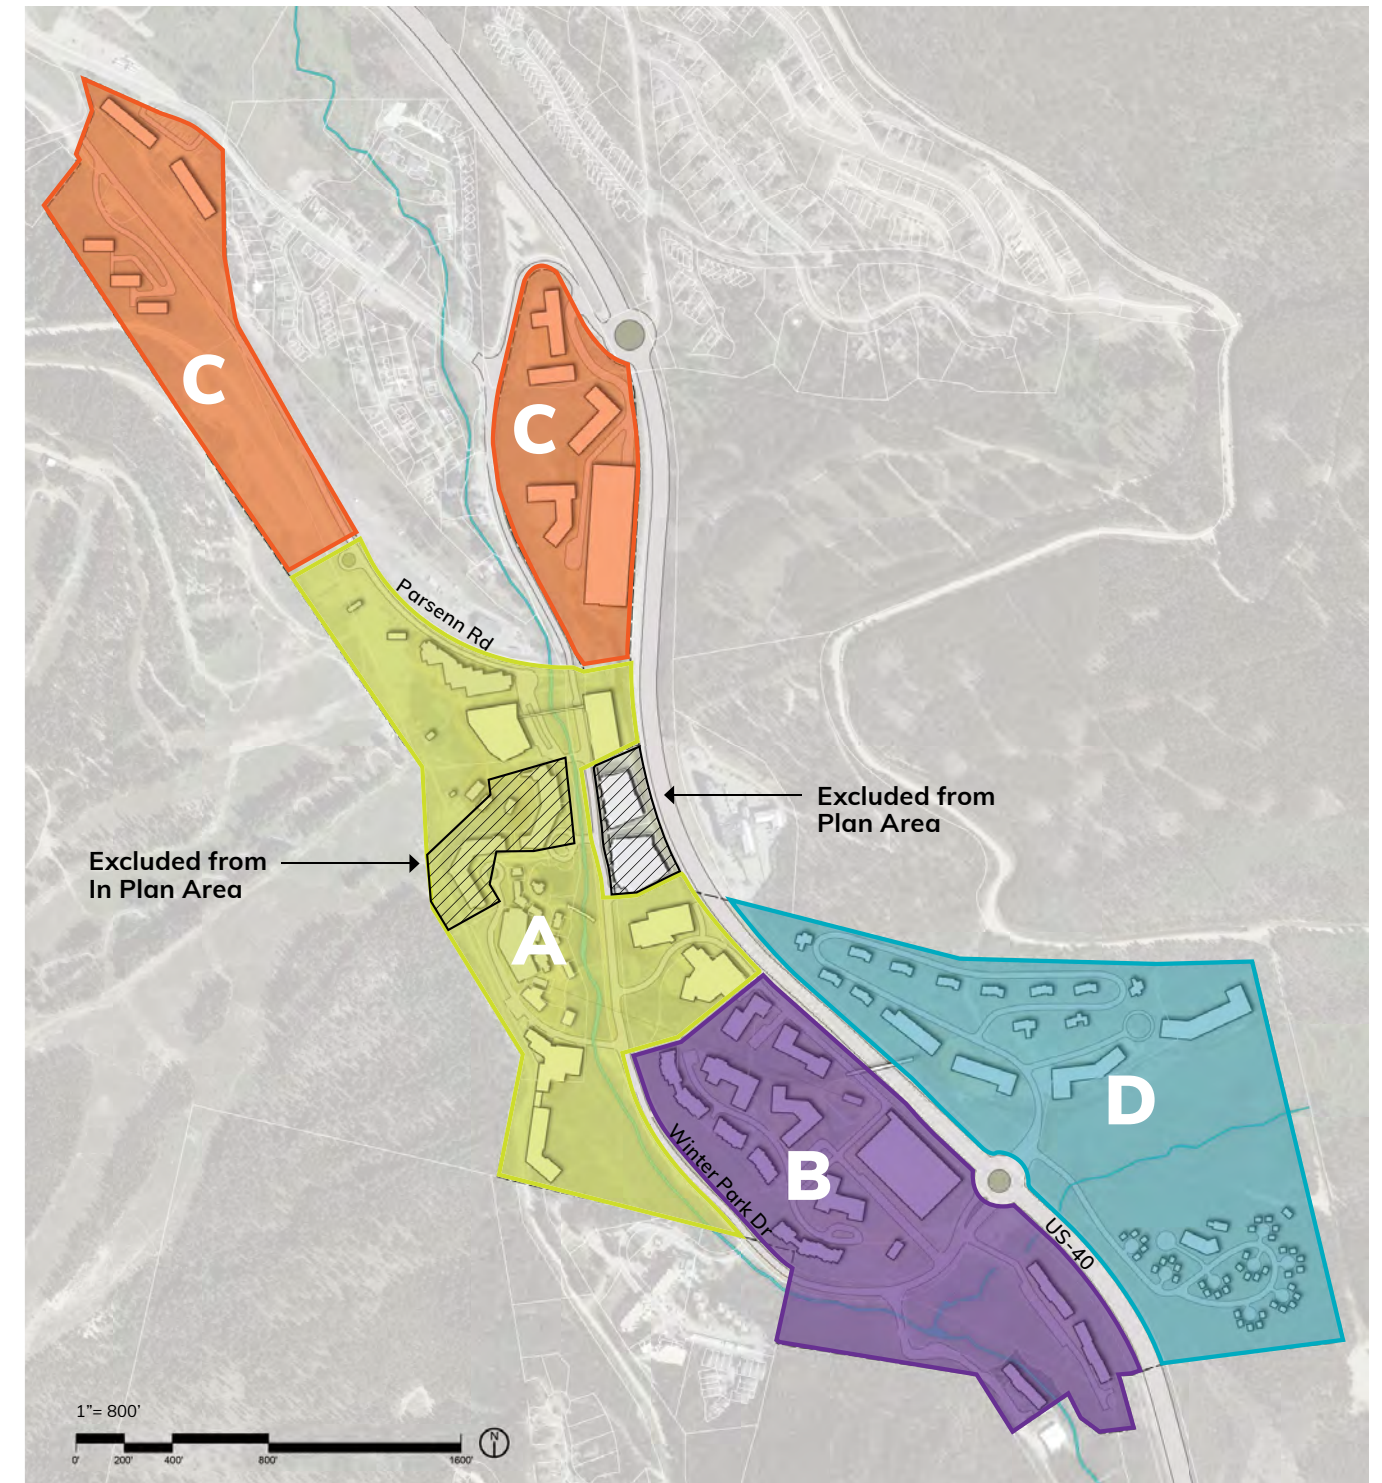 C
C
Parsenn Rd
Excluded from
Plan Area
Excluded from
In Plan Area
A
D
Winter Park Dr
B
US-40
1"= 800'
0' 200' 400' 800' 1600'
N